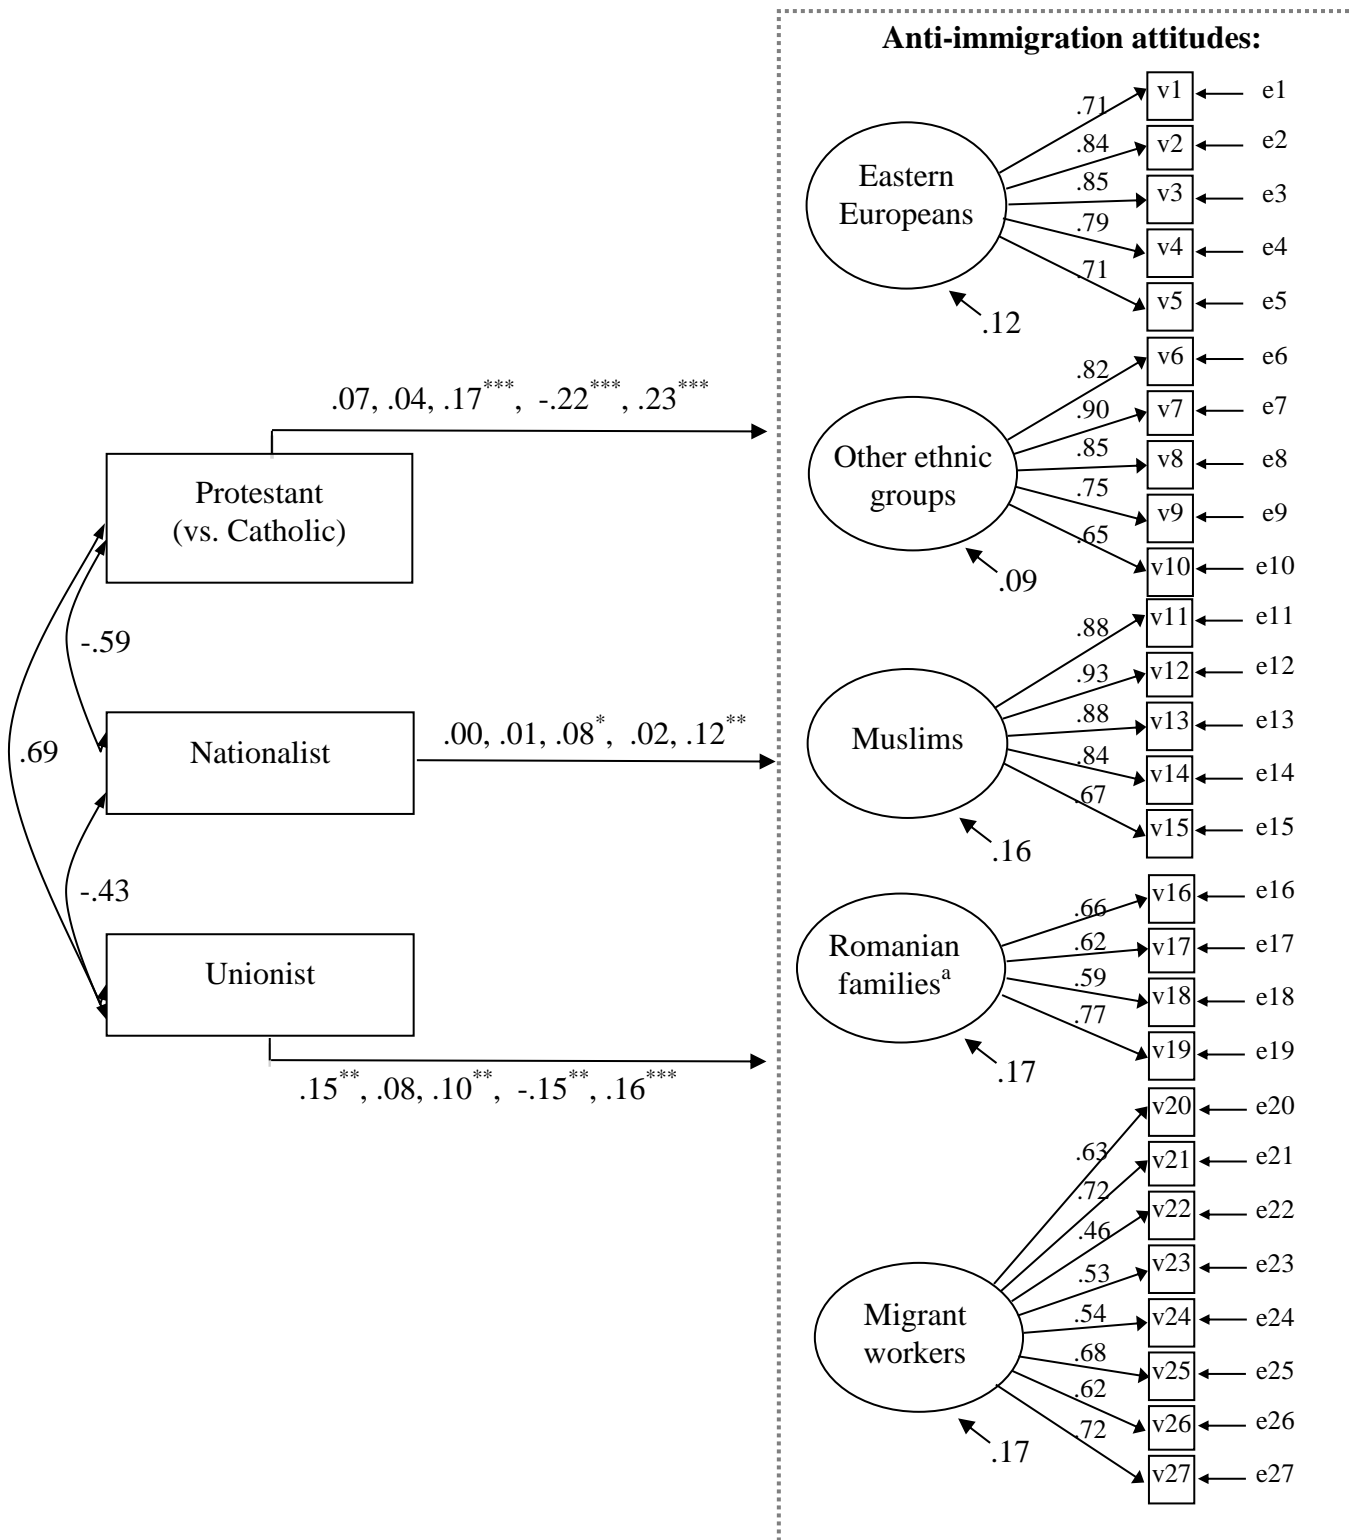 Anti-immigration attitudes:
.71
v1
e1
.84
v2
e2
Eastern
Europeans
.85
v3
e3
.79
v4
e4
.71
v5
e5
.12
.07, .04, .17***, -.22***, .23***
Protestant
(vs. Catholic)
.82
v6
e6
.90
v7
e7
Other ethnic
groups
.85
v8
e8
.75
v9
e9
.65
v10
e10
.09
-.59
.69
Nationalist
.00, .01, .08*, .02, .12**
.88
v11
e11
.93
v12
e12
Muslims
.88
v13
e13
.84
v14
e14
.67
v15
e15
.16
-.43
Unionist
.15**, .08, .10**, -.15**, .16***
.66
v16
e16
Romanian
families^a
.62
v17
e17
.59
v18
e18
.77
v19
e19
.17
.63
v20
e20
.72
v21
e21
.46
v22
e22
.53
v23
e23
Migrant
workers
.54
v24
e24
.68
v25
e25
.62
v26
e26
.72
v27
e27
.17